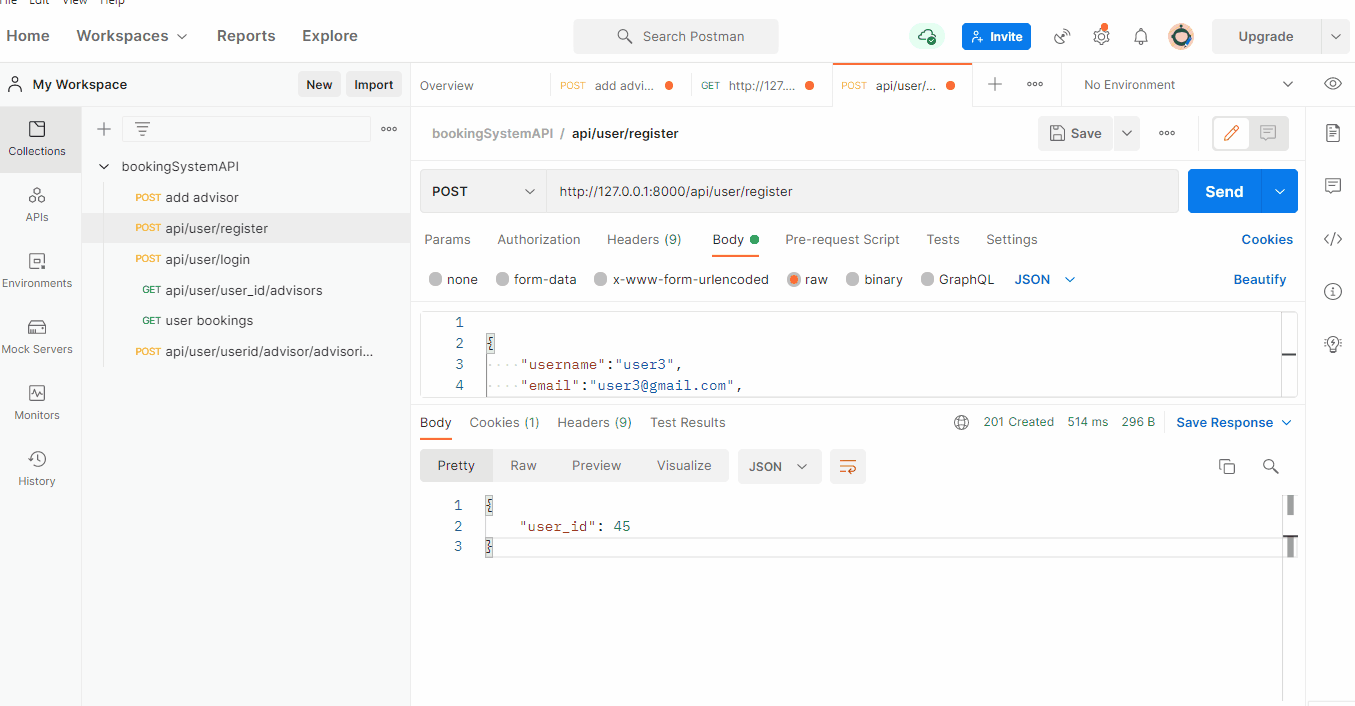 File Edit View Help
Home Workspaces Reports Explore Search Postman Invite Upgrade
My Workspace New Import
Overview POST add advi... GET http://127.... POST api/user/... No Environment
Collections
APIs
Environments
Mock Servers
Monitors
History
bookingSystemAPI
POST add advisor
POST api/user/register
POST api/user/login
GET api/user/user_id/advisors
GET user bookings
POST api/user/userid/advisor/advisori...
bookingSystemAPI / api/user/register Save
POST http://127.0.0.1:8000/api/user/register Send
Params Authorization Headers (9) Body Pre-request Script Tests Settings Cookies
none form-data x-www-form-urlencoded raw binary GraphQL JSON Beautify
1
2 {
3 "username":"user3",
4 "email":"user3@gmail.com",
Body Cookies (1) Headers (9) Test Results 201 Created 514 ms 296 B Save Response
Pretty Raw Preview Visualize JSON
1 {
2 "user_id": 45
3 }